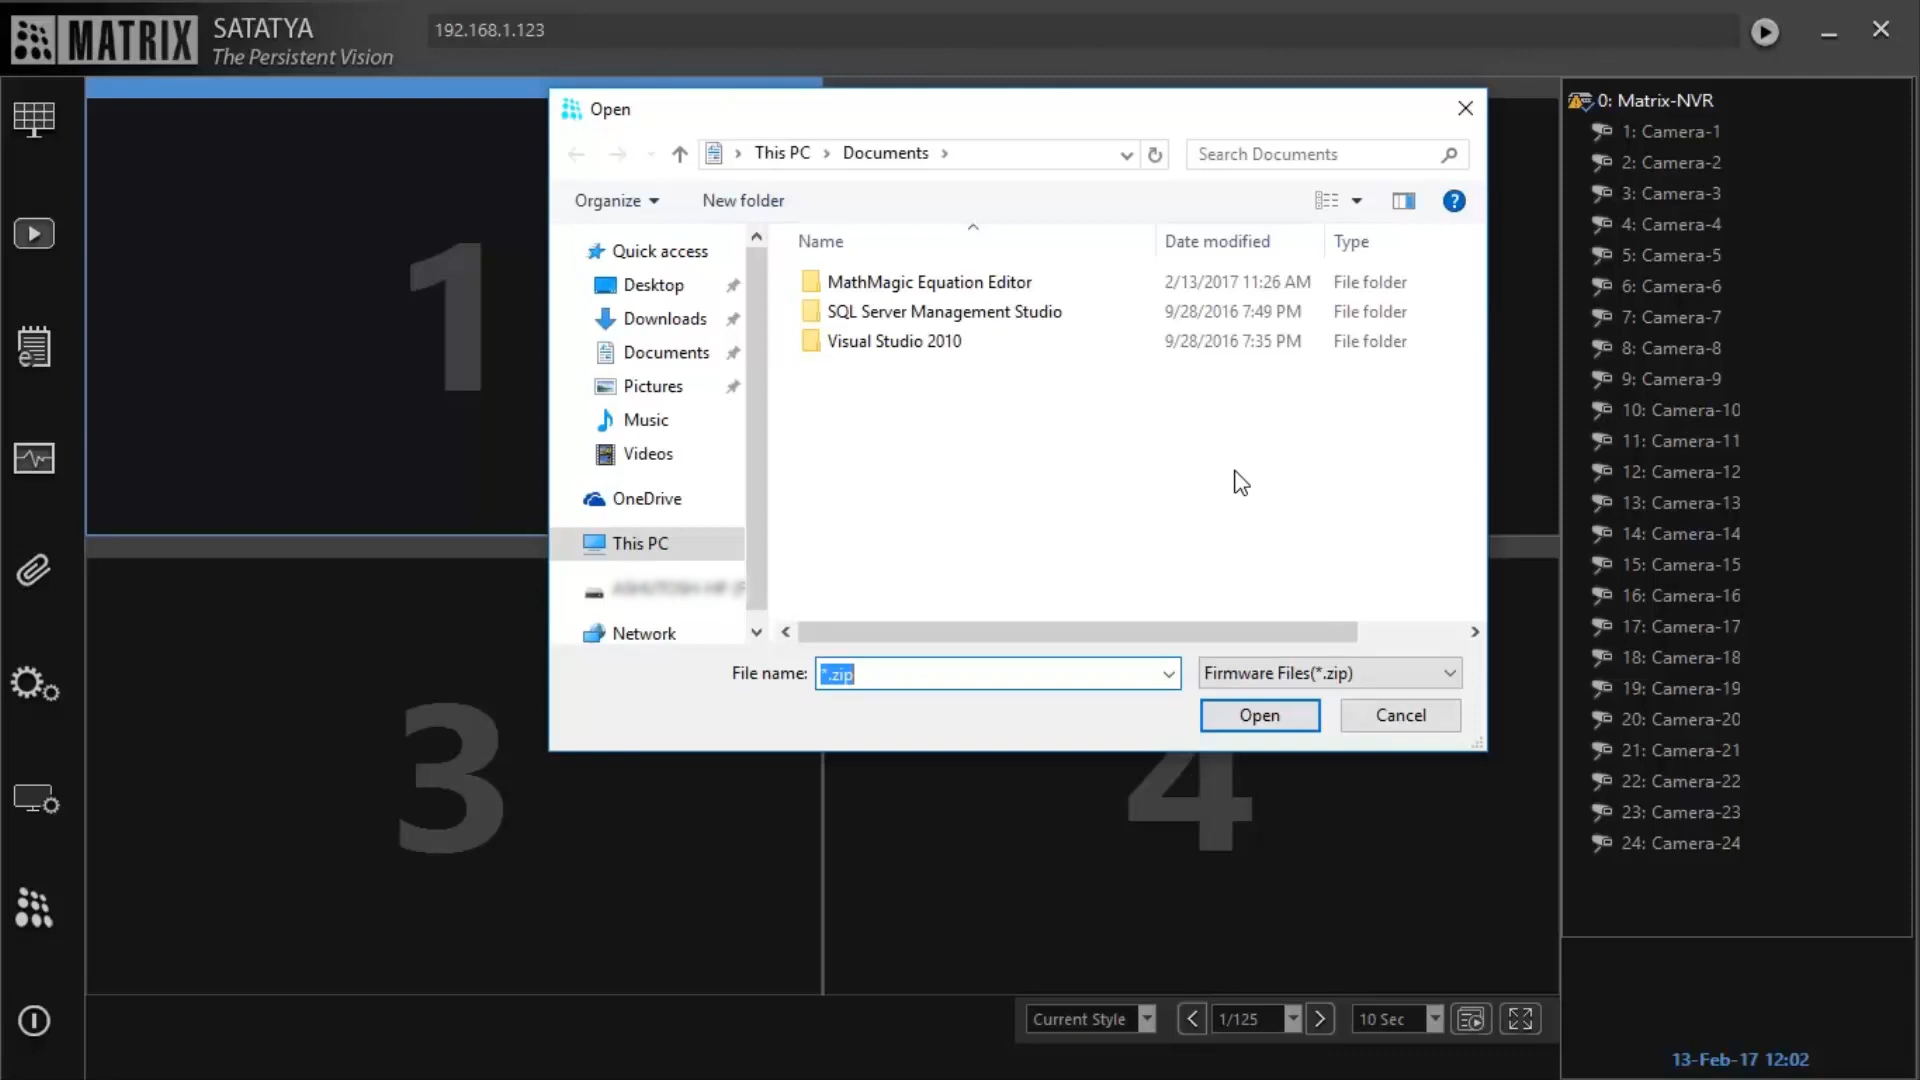 MATRIX
SATATYA
The Persistent Vision
192.168.1.123
Open
This PC
Documents
Search Documents
Organize
New folder
Quick access
Desktop
Downloads
Documents
Pictures
Music
Videos
OneDrive
This PC
Network
Name Date modified Type
MathMagic Equation Editor 2/13/2017 11:26 AM File folder
SQL Server Management Studio 9/28/2016 7:49 PM File folder
Visual Studio 2010 9/28/2016 7:35 PM File folder
File name: *.zip
Firmware Files(*.zip)
Open
Cancel
1
3
4
0: Matrix-NVR
1: Camera-1
2: Camera-2
3: Camera-3
4: Camera-4
5: Camera-5
6: Camera-6
7: Camera-7
8: Camera-8
9: Camera-9
10: Camera-10
11: Camera-11
12: Camera-12
13: Camera-13
14: Camera-14
15: Camera-15
16: Camera-16
17: Camera-17
18: Camera-18
19: Camera-19
20: Camera-20
21: Camera-21
22: Camera-22
23: Camera-23
24: Camera-24
Current Style
1/125
10 Sec
13-Feb-17 12:02